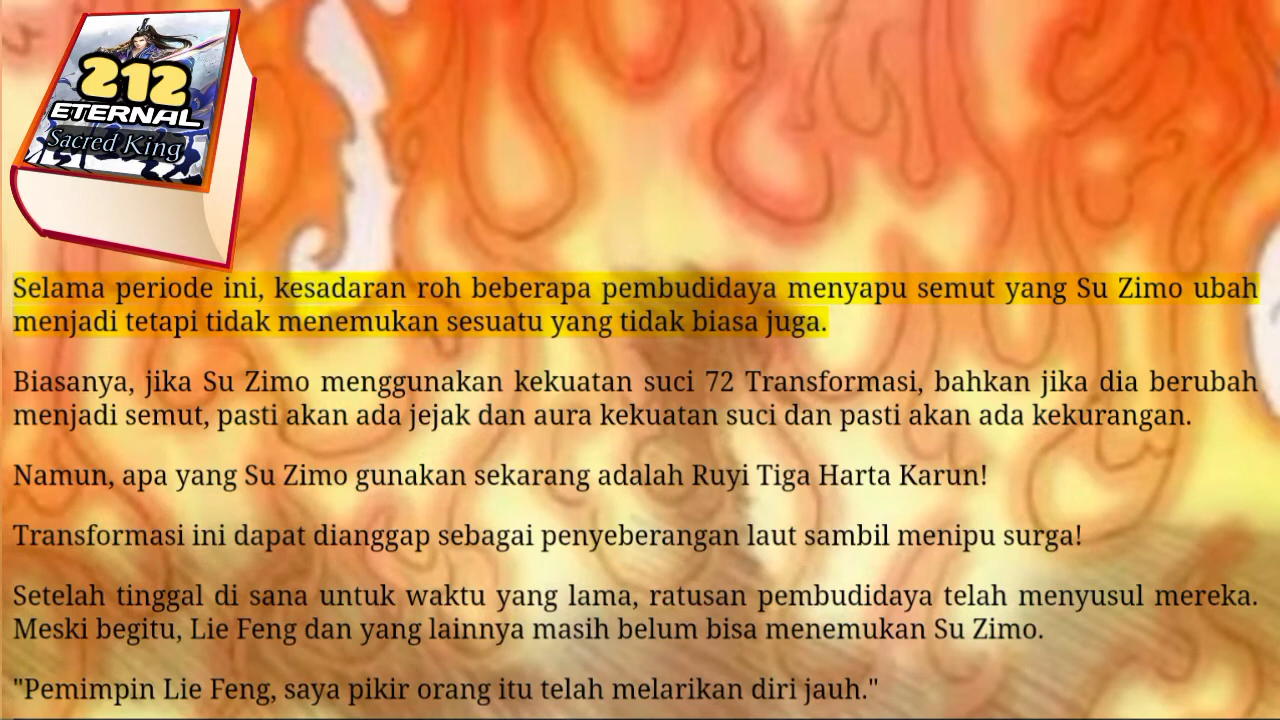 212
ETERNAL
Sacred King
Selama periode ini, kesadaran roh beberapa pembudidaya menyapu semut yang Su Zimo ubah
menjadi tetapi tidak menemukan sesuatu yang tidak biasa juga.
Biasanya, jika Su Zimo menggunakan kekuatan suci 72 Transformasi, bahkan jika dia berubah
menjadi semut, pasti akan ada jejak dan aura kekuatan suci dan pasti akan ada kekurangan.
Namun, apa yang Su Zimo gunakan sekarang adalah Ruyi Tiga Harta Karun!
Transformasi ini dapat dianggap sebagai penyeberangan laut sambil menipu surga!
Setelah tinggal di sana untuk waktu yang lama, ratusan pembudidaya telah menyusul mereka.
Meski begitu, Lie Feng dan yang lainnya masih belum bisa menemukan Su Zimo.
"Pemimpin Lie Feng, saya pikir orang itu telah melarikan diri jauh."